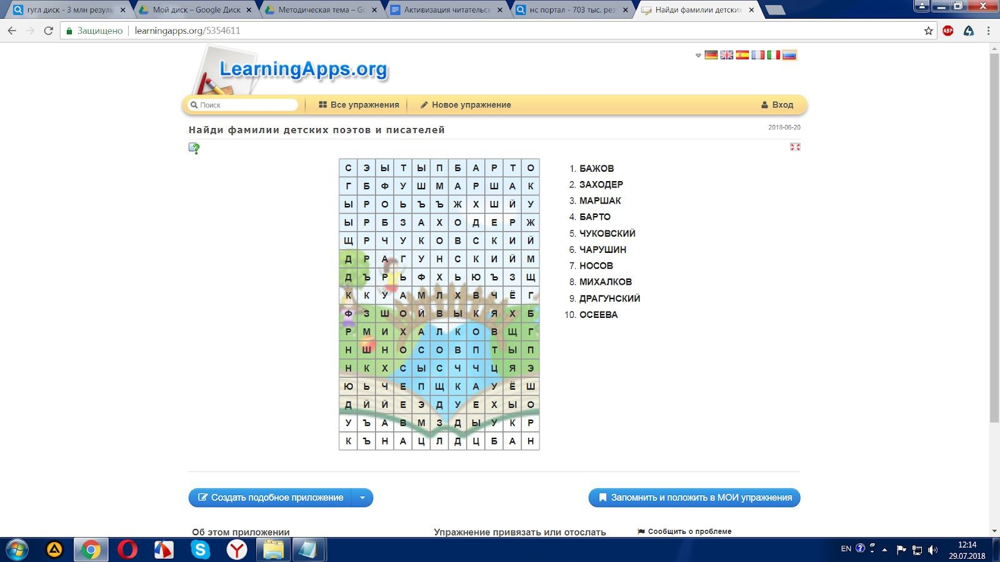 гугл диск - 3 млн резуль
Мой диск – Google Диск
Методическая тема – Go
Активизация читательск
нс портал - 703 тыс. рез
Найди фамилии детских
Защищено
learningapps.org/5354611
ABP
LearningApps.org
Поиск
Все упражнения
Новое упражнение
Вход
Найди фамилии детских поэтов и писателей
2018-06-20
С Э Ы Т Ы П Б А Р Т О
Г Б Ф У Ш М А Р Ш А К
Ы Р О Ь Ъ Ъ Ж Х Ш Й У
Ы Р Б З А Х О Д Е Р Ж
Щ Р Ч У К О В С К И Й
Д Р А Г У Н С К И Й М
Д Ъ Р Ь Ф Х Ь Ю Ъ З Щ
К К У А М Л Х В Ч Ё Г
Ф З Ш О Й В Ы К Я Х Б
Р М И Х А Л К О В Щ Г
Н Ш Н О С О В П Т Ы П
Н К Х С Ы С Ч Ч Ц Я Э
Ю Ь Ч Е П Щ К А У Ё Ш
Д Й Й Е Э Д У Е Х Ы О
У Ъ А В М З Д Ы У К Р
К Ъ Н А Ц Л Д Ц Б А Н
1. БАЖОВ
2. ЗАХОДЕР
3. МАРШАК
4. БАРТО
5. ЧУКОВСКИЙ
6. ЧАРУШИН
7. НОСОВ
8. МИХАЛКОВ
9. ДРАГУНСКИЙ
10. ОСЕЕВА
Создать подобное приложение
Запомнить и положить в МОИ упражнения
Об этом приложении
Упражнение привязать или отослать
Сообщить о проблеме
EN
12:14
29.07.2018